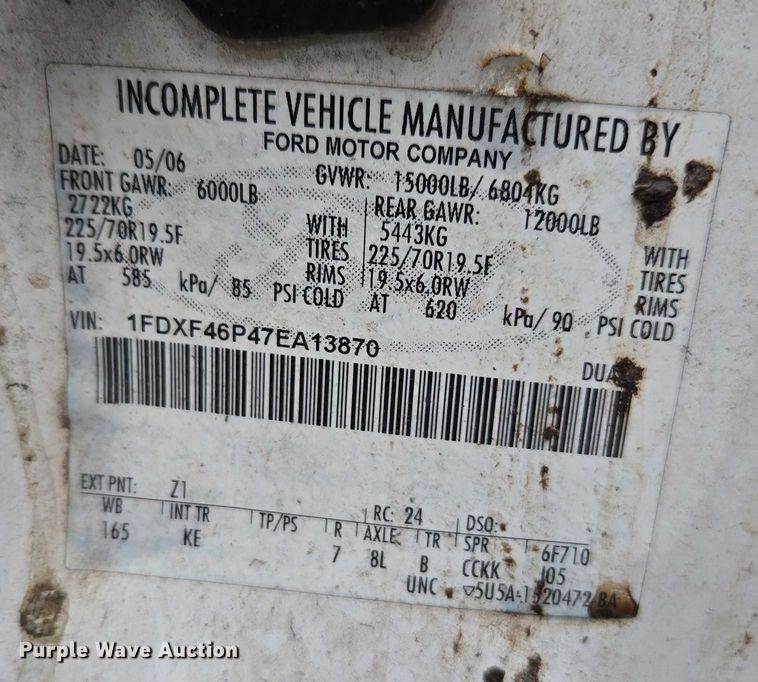 INCOMPLETE VEHICLE MANUFACTURED BY
FORD MOTOR COMPANY
DATE: 05/06 GVWR: 15000LB/ 6804KG
FRONT GAWR: 6000LB REAR GAWR: 12000LB
2722KG WITH 5443KG WITH
225/70R19.5F TIRES 225/70R19.5F TIRES
19.5x6.0RW RIMS 19.5x6.0RW RIMS
AT 585 kPa/ 85 PSI COLD AT 620 kPa/ 90 PSI COLD
VIN: 1FDXF46P47EA13870
EXT PNT: Z1 RC: 24 DSO:
WB INT TR TP/PS R AXLE TR SPR 6F710
165 KE 7 8L B CCKK J05
UNC
Purple Wave Auction